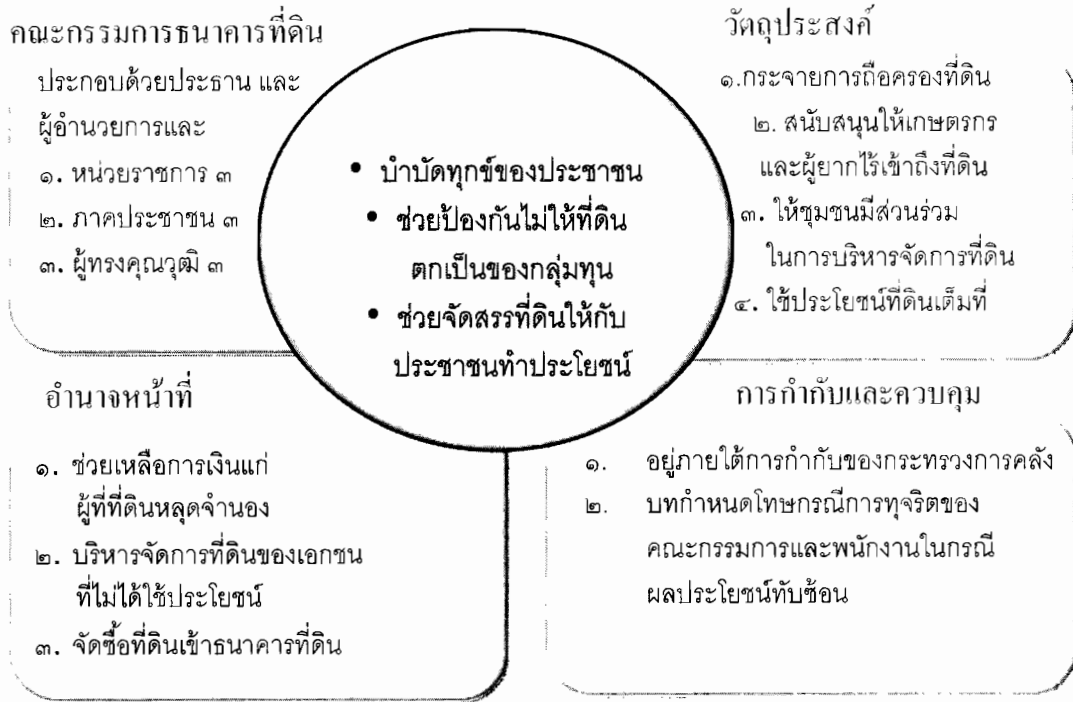 คณะกรรมการธนาคารที่ดิน
ประกอบด้วยประธาน และ
ผู้อำนวยการและ
๑. หน่วยราชการ ๓
๒. ภาคประชาชน ๓
๓. ผู้ทรงคุณวุฒิ ๓
วัตถุประสงค์
๑.กระจายการถือครองที่ดิน
๒. สนับสนุนให้เกษตรกร
และผู้ยากไร้เข้าถึงที่ดิน
๓. ให้ชุมชนมีส่วนร่วม
ในการบริหารจัดการที่ดิน
๔. ใช้ประโยชน์ที่ดินเต็มที่
• บำบัดทุกข์ของประชาชน
• ช่วยป้องกันไม่ให้ที่ดิน
ตกเป็นของกลุ่มทุน
• ช่วยจัดสรรที่ดินให้กับ
ประชาชนทำประโยชน์
อำนาจหน้าที่
๑. ช่วยเหลือการเงินแก่
ผู้ที่ที่ดินหลุดจำนอง
๒. บริหารจัดการที่ดินของเอกชน
ที่ไม่ได้ใช้ประโยชน์
๓. จัดซื้อที่ดินเข้าธนาคารที่ดิน
การกำกับและควบคุม
๑. อยู่ภายใต้การกำกับของกระทรวงการคลัง
๒. บทกำหนดโทษกรณีการทุจริตของ
คณะกรรมการและพนักงานในกรณี
ผลประโยชน์ทับซ้อน